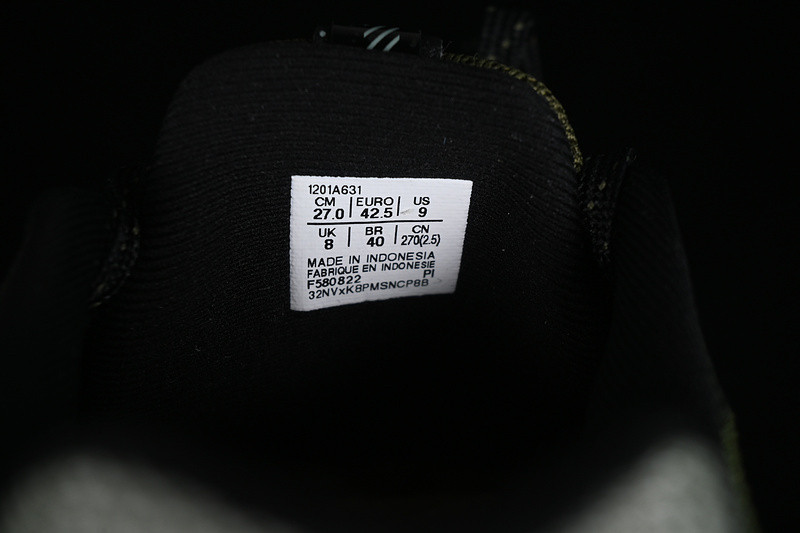 1201A631
CM | EURO | US
27.0 | 42.5 | 9
UK | BR | CN
8 | 40 | 270(2.5)
MADE IN INDONESIA
FABRIQUE EN INDONESIE
F580822 PI
32NVxK8PMSNCP8B